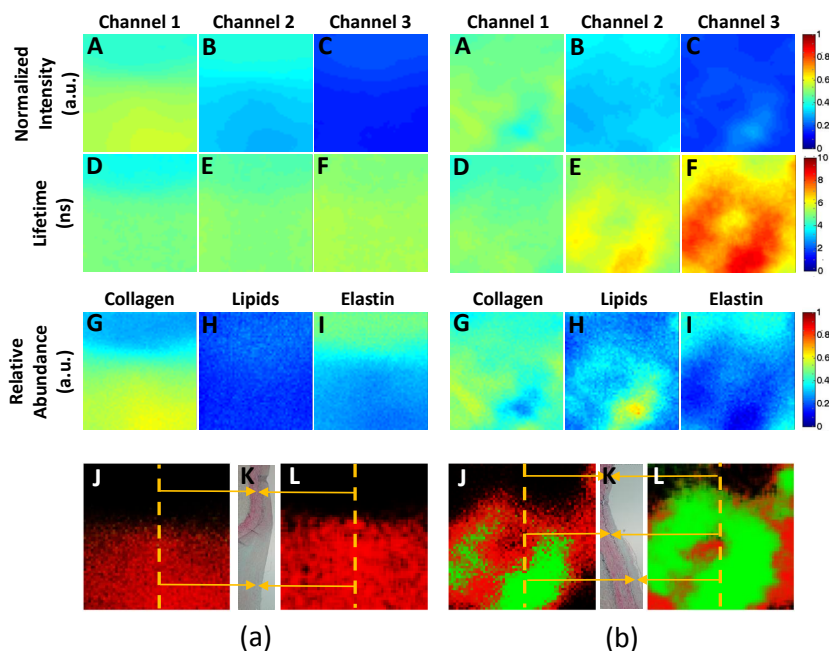 Channel 1 Channel 2 Channel 3 Channel 1 Channel 2 Channel 3
Normalized Intensity (a.u.)
A B C A B C
1
0.8
0.6
0.4
0.2
0
Lifetime (ns)
D E F D E F
10
8
6
4
2
0
Collagen Lipids Elastin Collagen Lipids Elastin
Relative Abundance (a.u.)
G H I G H I
1
0.8
0.6
0.4
0.2
0
J K L J K L
(a) (b)